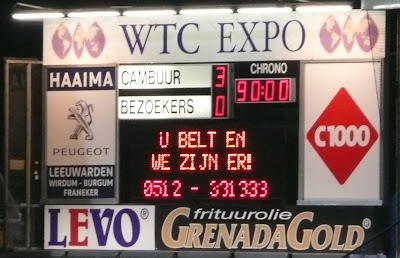 WTC EXPO
HAAIMA
PEUGEOT
LEEUWARDEN
WIRDUM - BURGUM
FRANEKER
CAMBUUR 3
BEZOEKERS 0
CHRONO
90:00
U BELT EN
WE ZIJN ER!
0512 - 331333
C1000
LEVO®
frituurolie
GRENADAGOLD®